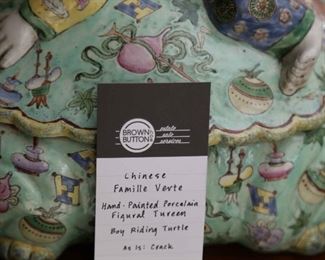 BROWN
BUTTON
estate
sale
services
Chinese
Famille Verte
Hand-Painted Porcelain
Figural Tureen
Boy Riding Turtle
As Is: Crack